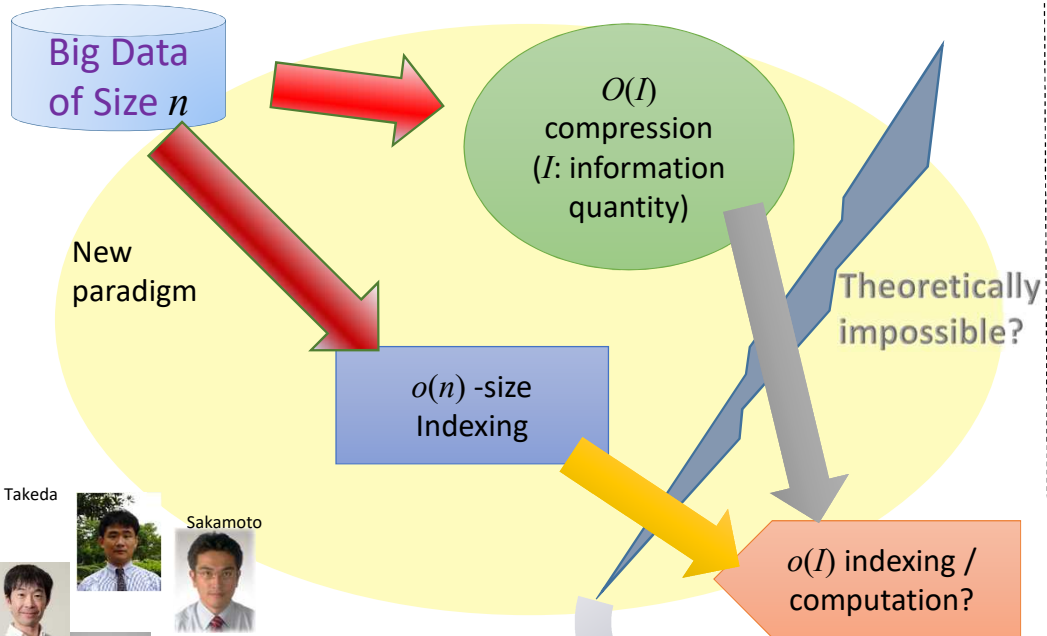 Big Data
of Size n
O(I)
compression
(I: information
quantity)
New
paradigm
Theoretically
impossible?
o(n) -size
Indexing
Takeda
Sakamoto
o(I) indexing /
computation?